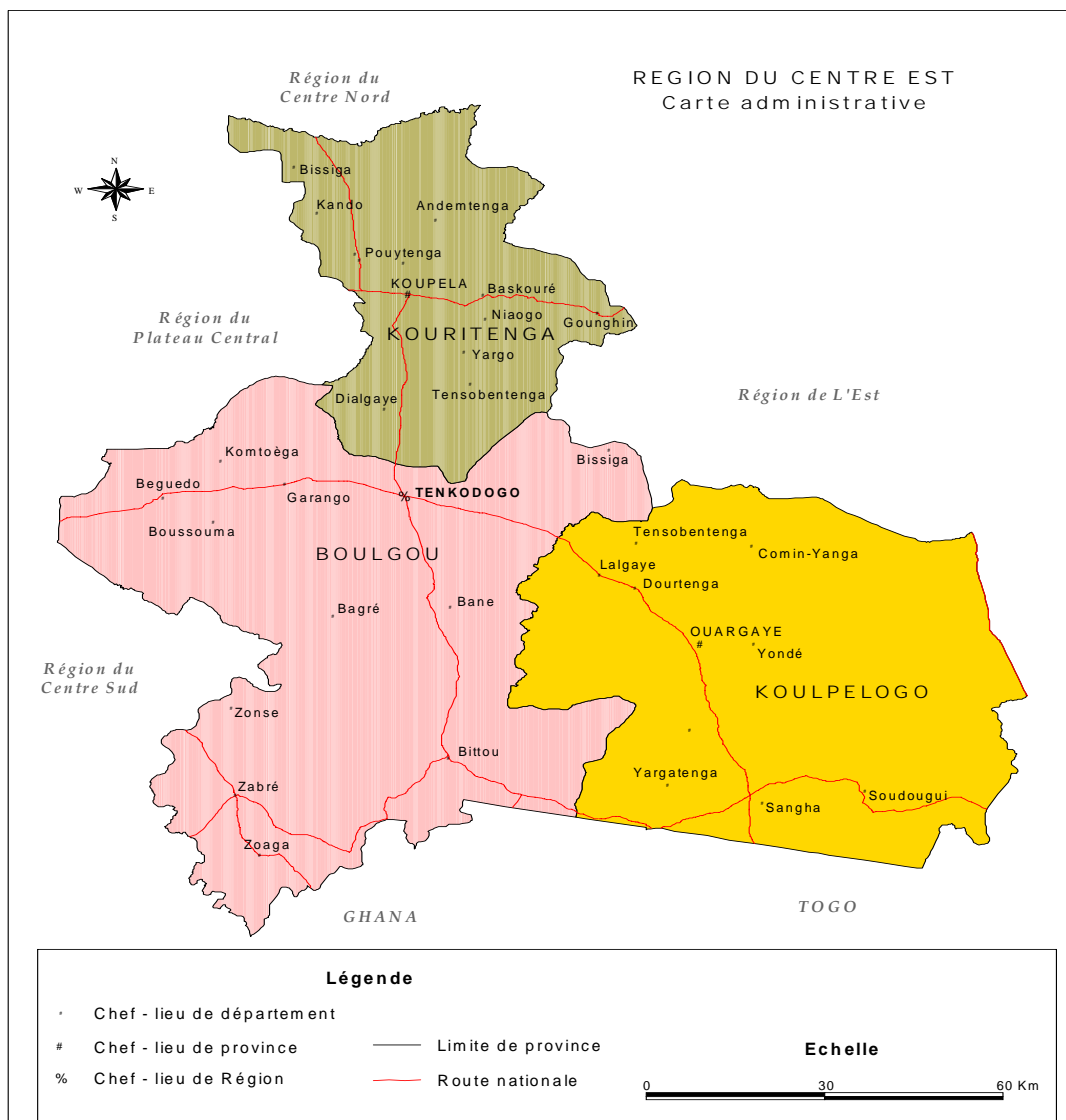 REGION DU CENTRE EST
Carte administrative
Région du
Centre Nord
N
W
E
S
Bissiga
Kando
Andemtenga
Pouytenga
KOUPELA
#
Baskouré
Niaogo
Gounghin
KOURITENGA
Yargo
Région du
Plateau Central
Dialgaye
Tensobentenga
Région de L'Est
Bissiga
Komtoèga
Beguedo
Garango
% TENKODOGO
Boussouma
BOULGOU
Tensobentenga
Comin-Yanga
Lalgaye
Dourtenga
Bagré
Bane
OUARGAYE
#
Yondé
Région du
Centre Sud
KOULPELOGO
Zonse
Bittou
Yargatenga
Zabré
Soudougui
Sangha
Zoaga
GHANA
TOGO
Légende
Chef - lieu de département
# Chef - lieu de province
% Chef - lieu de Région
Limite de province
Route nationale
Echelle
0 30 60 Km